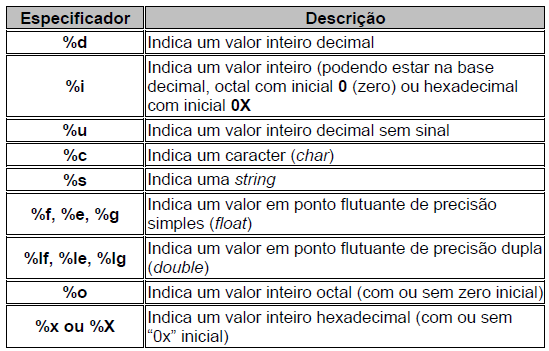 Especificador Descrição
%d Indica um valor inteiro decimal
%i Indica um valor inteiro (podendo estar na base
decimal, octal com inicial 0 (zero) ou hexadecimal
com inicial 0X
%u Indica um valor inteiro decimal sem sinal
%c Indica um caracter (char)
%s Indica uma string
%f, %e, %g Indica um valor em ponto flutuante de precisão
simples (float)
%lf, %le, %lg Indica um valor em ponto flutuante de precisão dupla
(double)
%o Indica um valor inteiro octal (com ou sem zero inicial)
%x ou %X Indica um valor inteiro hexadecimal (com ou sem
“0x” inicial)